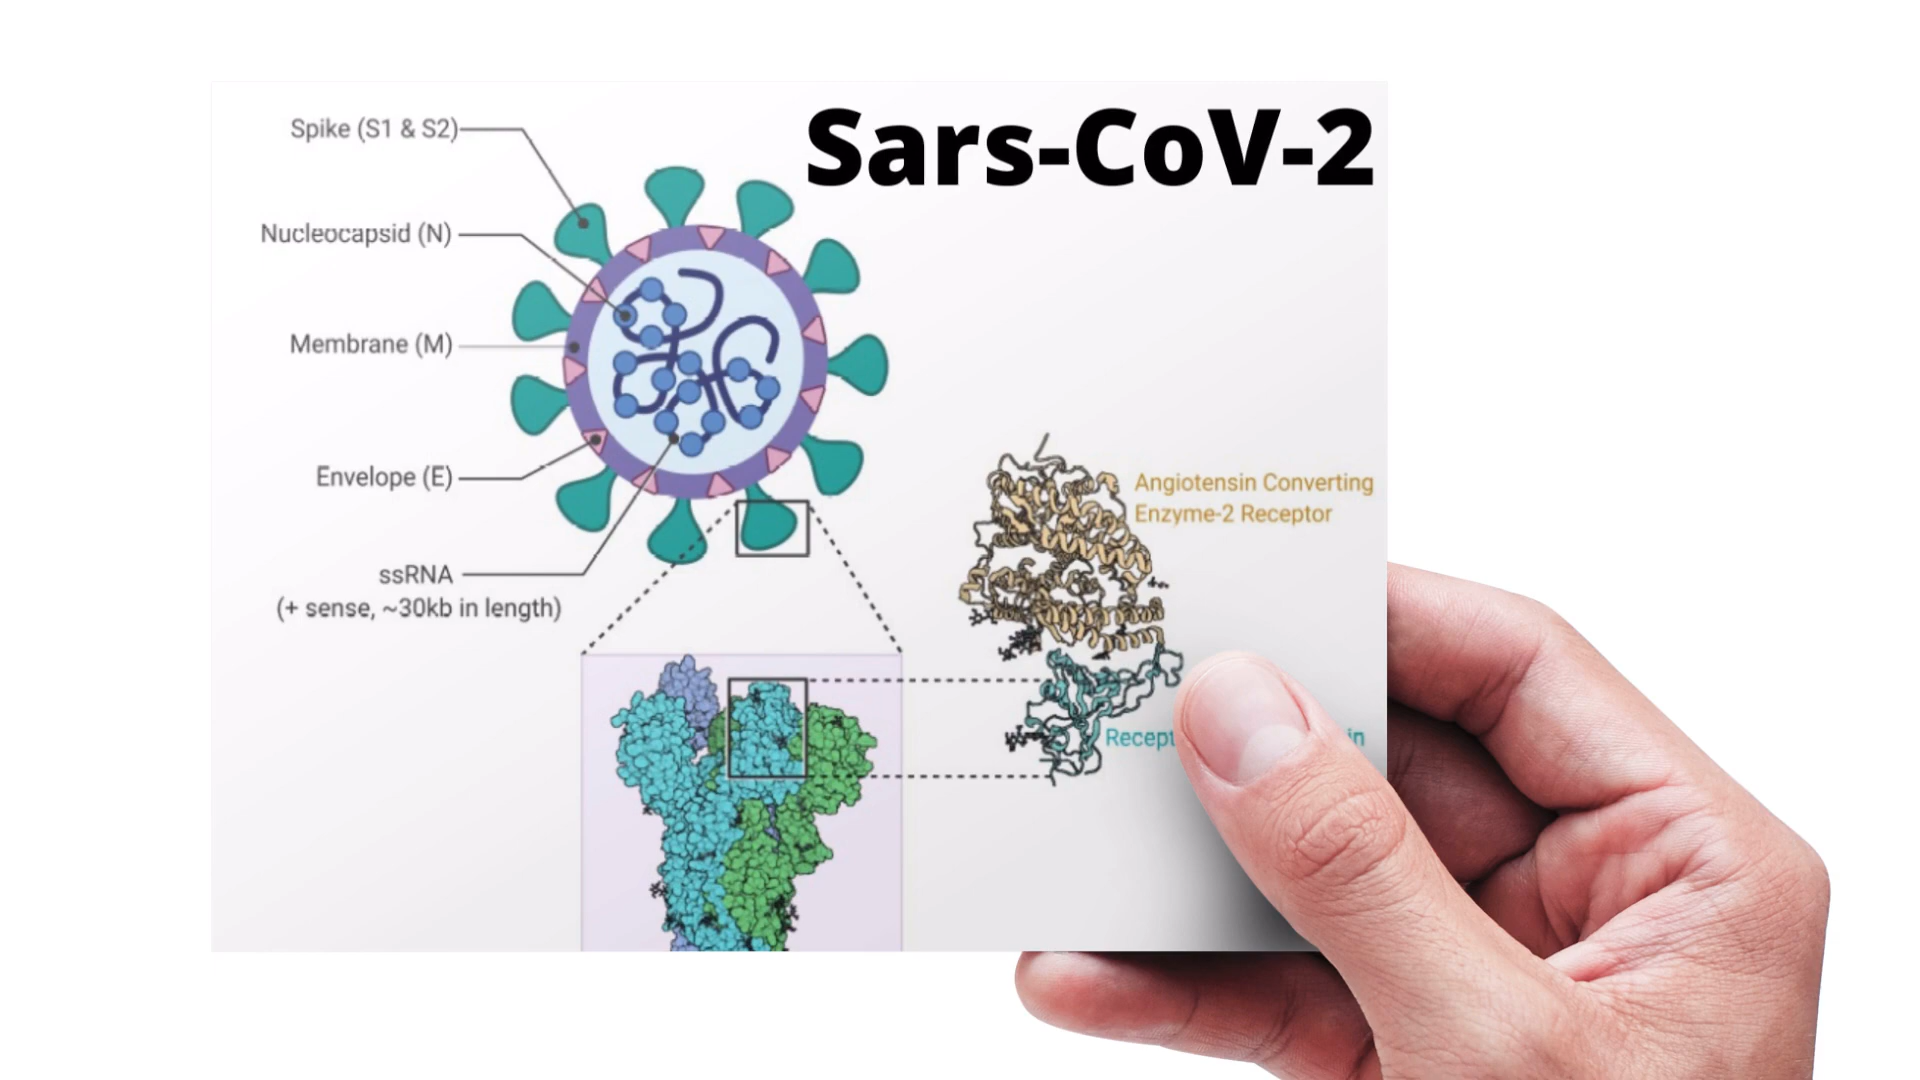 Sars-CoV-2
Spike (S1 & S2)
Nucleocapsid (N)
Membrane (M)
Envelope (E)
ssRNA
(+ sense, ~30kb in length)
Angiotensin Converting
Enzyme-2 Receptor